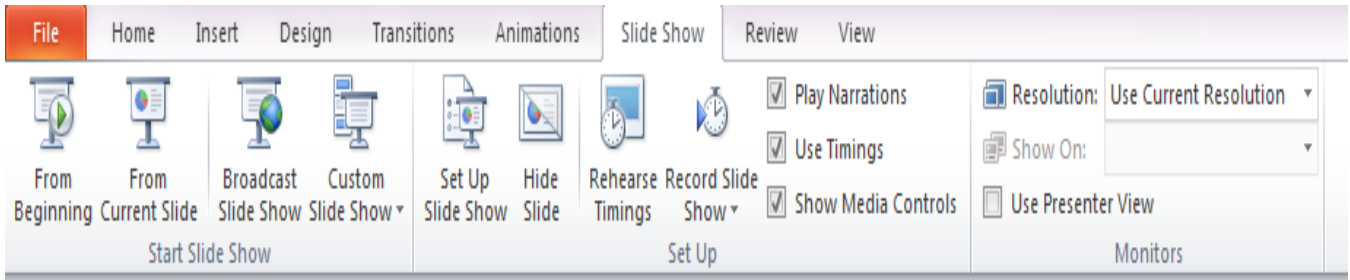 File Home Insert Design Transitions Animations Slide Show Review View
From Beginning
From Current Slide
Broadcast Slide Show
Custom Slide Show
Start Slide Show
Set Up Slide Show
Hide Slide
Rehearse Timings
Record Slide Show
Play Narrations
Use Timings
Show Media Controls
Set Up
Resolution: Use Current Resolution
Show On:
Use Presenter View
Monitors